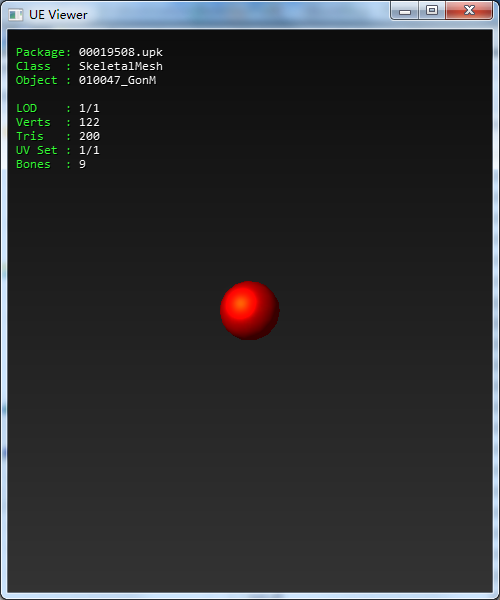 UE Viewer
Package: 00019508.upk
Class : SkeletalMesh
Object : 010047_GonM
LOD : 1/1
Verts : 122
Tris : 200
UV Set : 1/1
Bones : 9